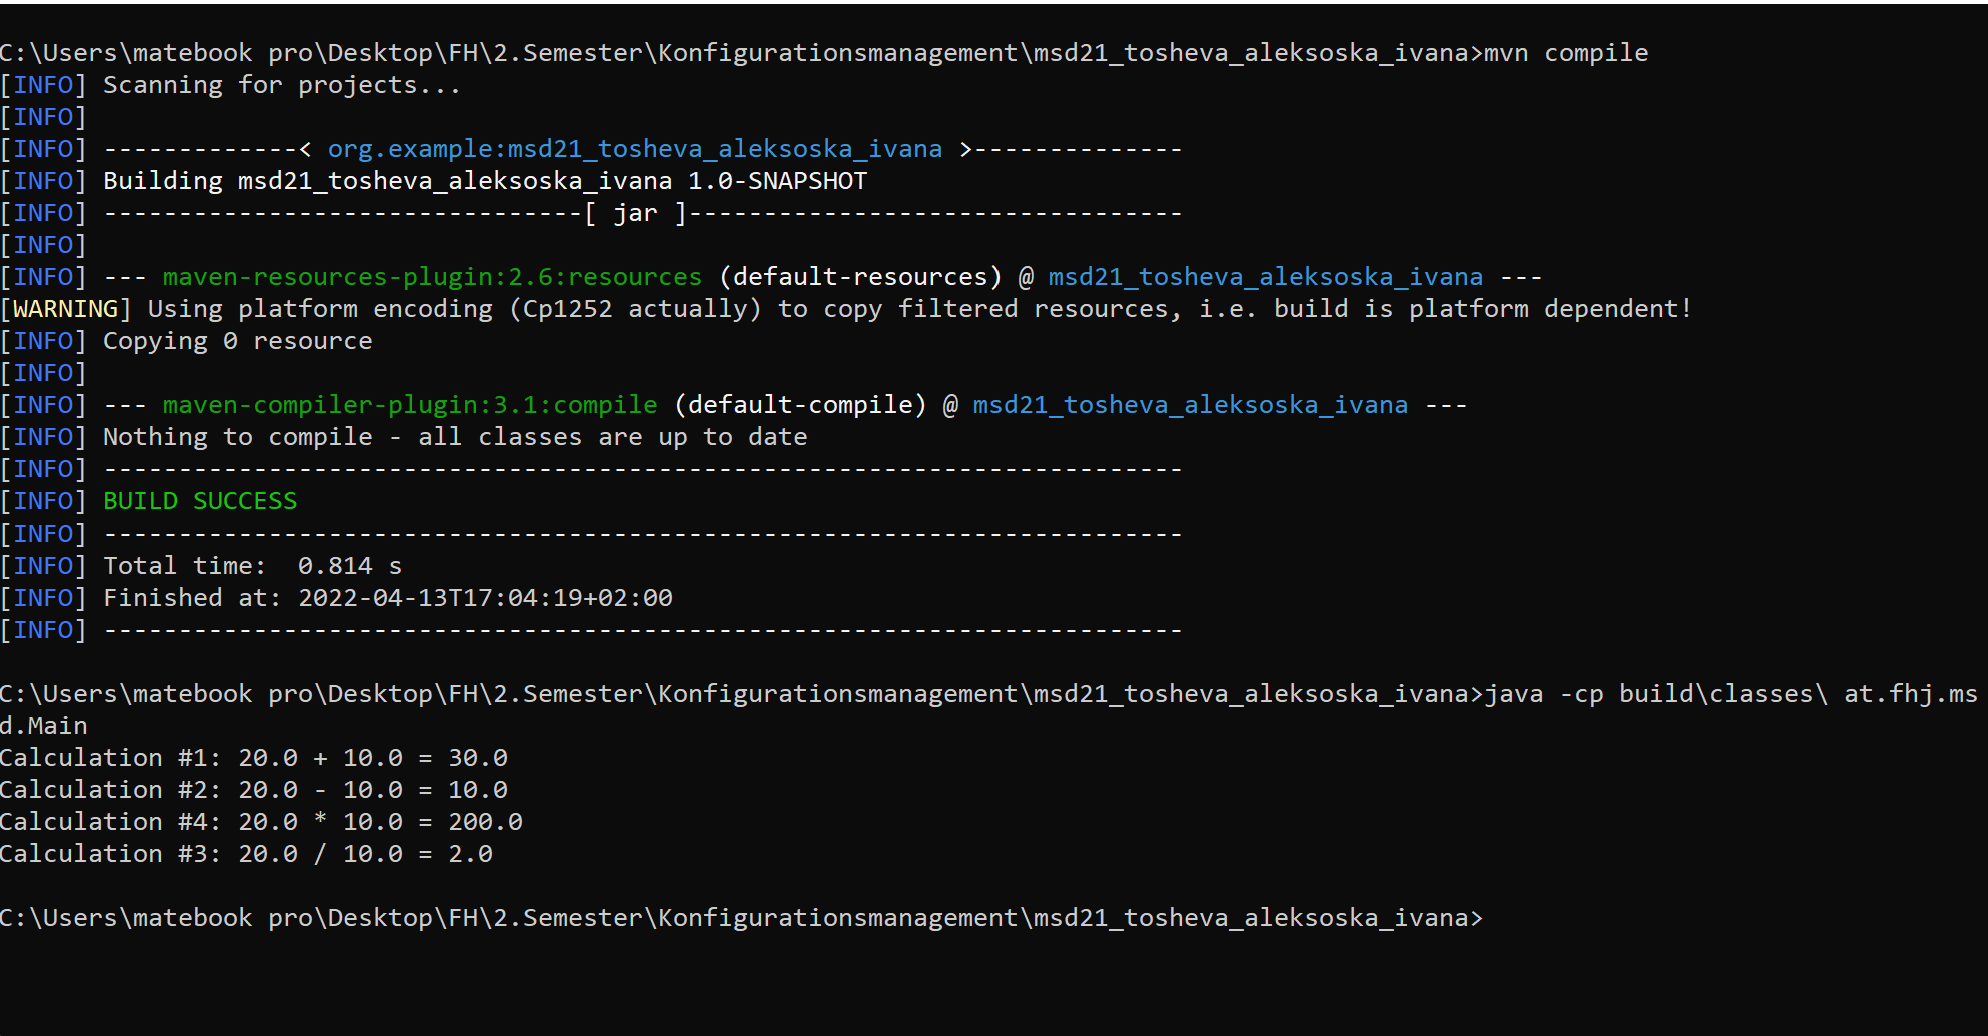 C:\Users\matebook pro\Desktop\FH\2.Semester\Konfigurationsmanagement\msd21_tosheva_aleksoska_ivana>mvn compile
[INFO] Scanning for projects...
[INFO]
[INFO] -------------< org.example:msd21_tosheva_aleksoska_ivana >--------------
[INFO] Building msd21_tosheva_aleksoska_ivana 1.0-SNAPSHOT
[INFO] --------------------------------[ jar ]---------------------------------
[INFO]
[INFO] --- maven-resources-plugin:2.6:resources (default-resources) @ msd21_tosheva_aleksoska_ivana ---
[WARNING] Using platform encoding (Cp1252 actually) to copy filtered resources, i.e. build is platform dependent!
[INFO] Copying 0 resource
[INFO]
[INFO] --- maven-compiler-plugin:3.1:compile (default-compile) @ msd21_tosheva_aleksoska_ivana ---
[INFO] Nothing to compile - all classes are up to date
[INFO] ------------------------------------------------------------------------
[INFO] BUILD SUCCESS
[INFO] ------------------------------------------------------------------------
[INFO] Total time:  0.814 s
[INFO] Finished at: 2022-04-13T17:04:19+02:00
[INFO] ------------------------------------------------------------------------
C:\Users\matebook pro\Desktop\FH\2.Semester\Konfigurationsmanagement\msd21_tosheva_aleksoska_ivana>java -cp build\classes\ at.fhj.ms
d.Main
Calculation #1: 20.0 + 10.0 = 30.0
Calculation #2: 20.0 - 10.0 = 10.0
Calculation #4: 20.0 * 10.0 = 200.0
Calculation #3: 20.0 / 10.0 = 2.0
C:\Users\matebook pro\Desktop\FH\2.Semester\Konfigurationsmanagement\msd21_tosheva_aleksoska_ivana>